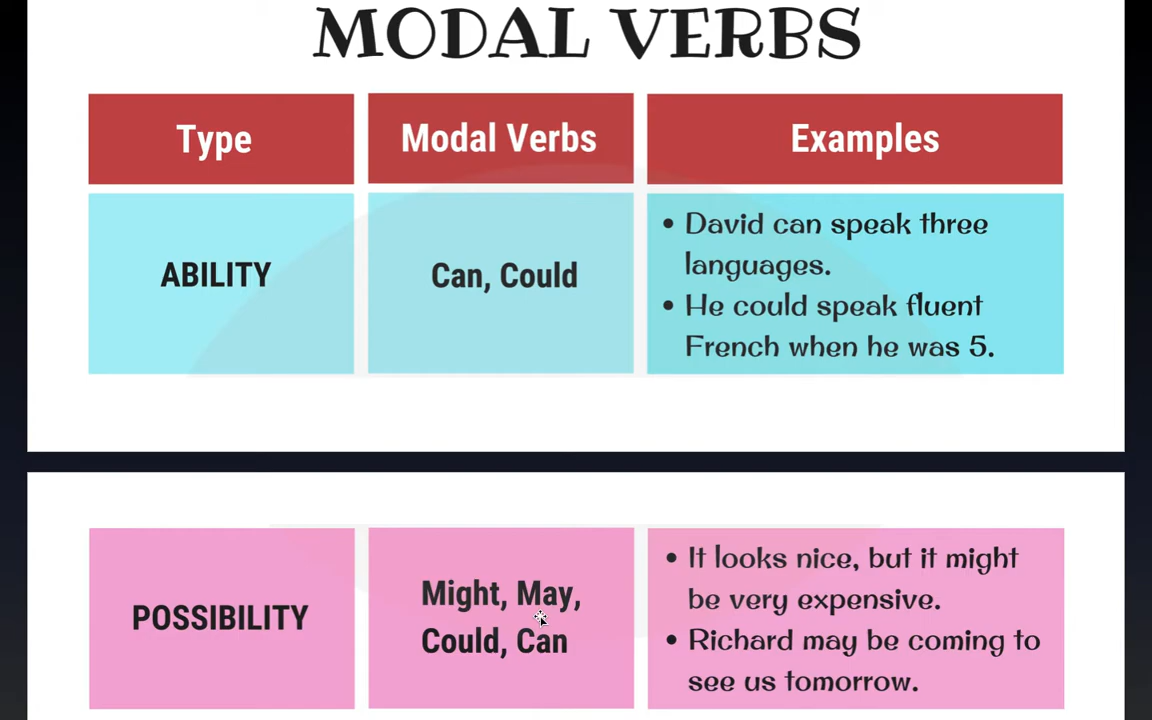 MODAL VERBS
Type
Modal Verbs
Examples
ABILITY
Can, Could
• David can speak three
languages.
• He could speak fluent
French when he was 5.
POSSIBILITY
Might, May,
Could, Can
• It looks nice, but it might
be very expensive.
• Richard may be coming to
see us tomorrow.